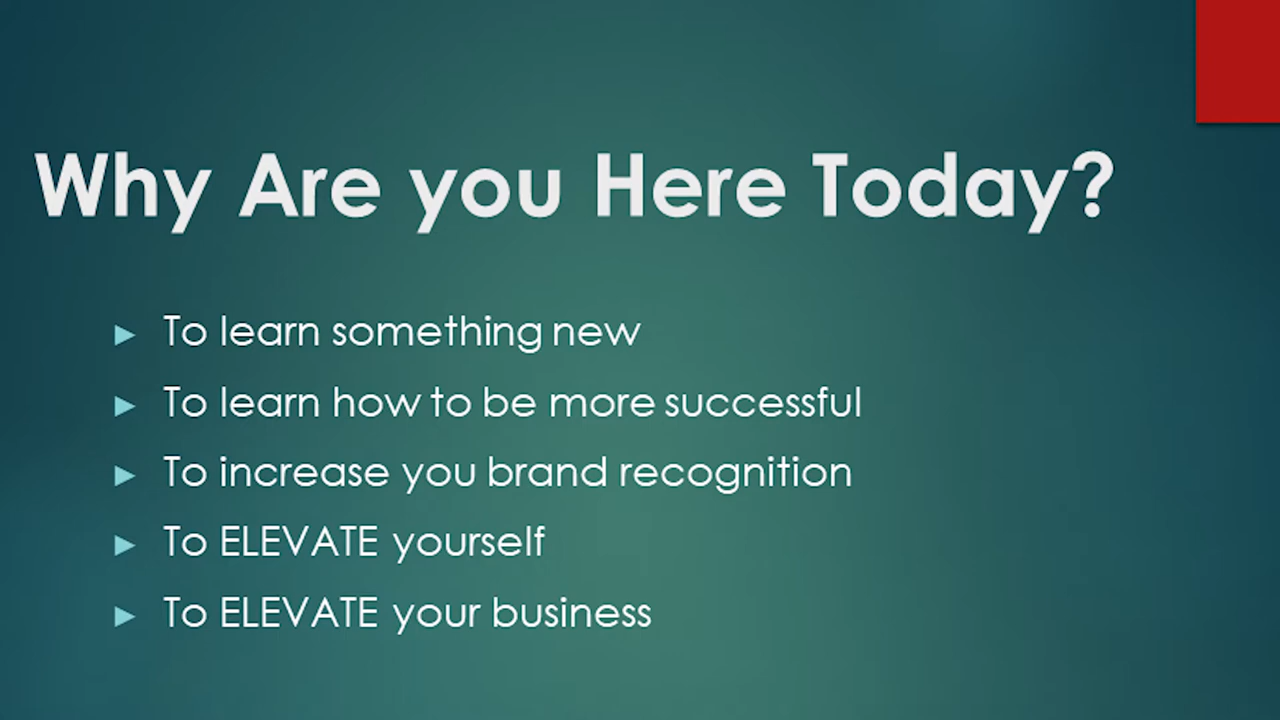 Why Are you Here Today?
To learn something new
To learn how to be more successful
To increase you brand recognition
To ELEVATE yourself
To ELEVATE your business